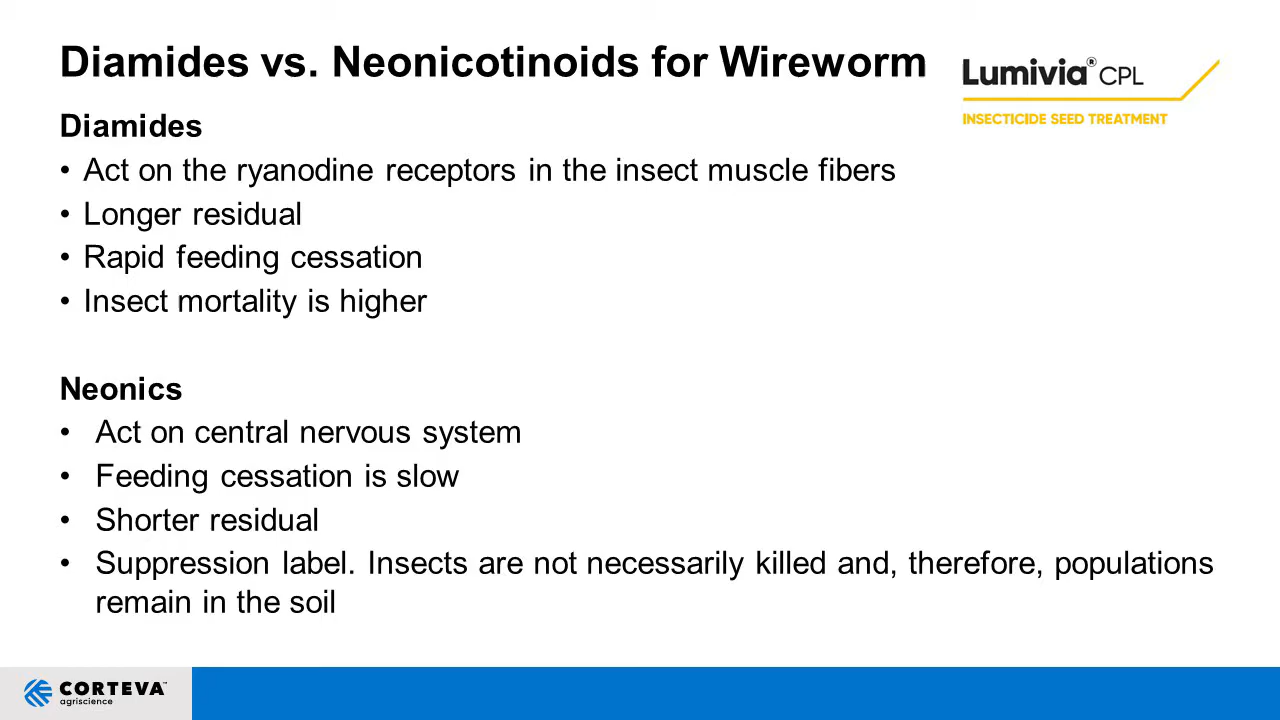 Diamides vs. Neonicotinoids for Wireworm
Lumivia® CPL
INSECTICIDE SEED TREATMENT
Diamides
• Act on the ryanodine receptors in the insect muscle fibers
• Longer residual
• Rapid feeding cessation
• Insect mortality is higher
Neonics
• Act on central nervous system
• Feeding cessation is slow
• Shorter residual
• Suppression label. Insects are not necessarily killed and, therefore, populations
remain in the soil
CORTEVA™
agriscience